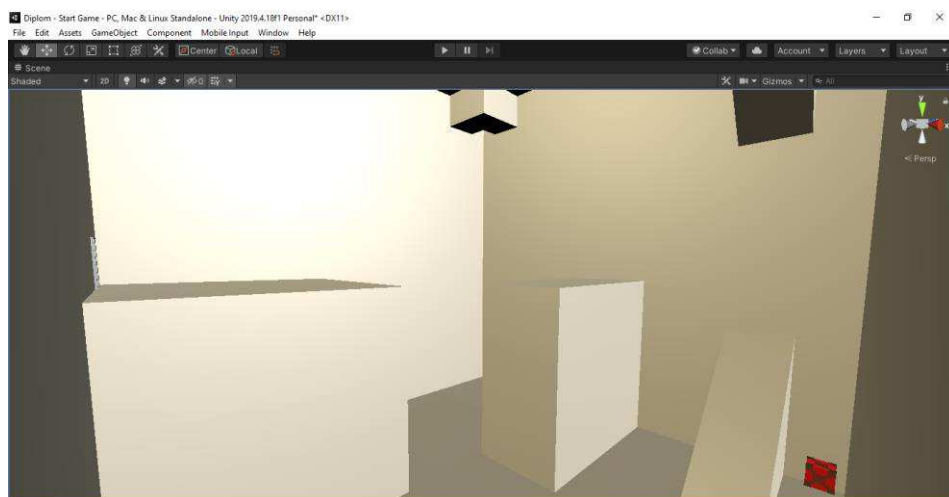 Diplom - Start Game - PC, Mac & Linux Standalone - Unity 2019.4.18f1 Personal* <DX11>
File Edit Assets GameObject Component Mobile Input Window Help
Center Local Collab Account Layers Layout
Scene
Shaded 2D 0 Gizmos All
y
x
< Persp